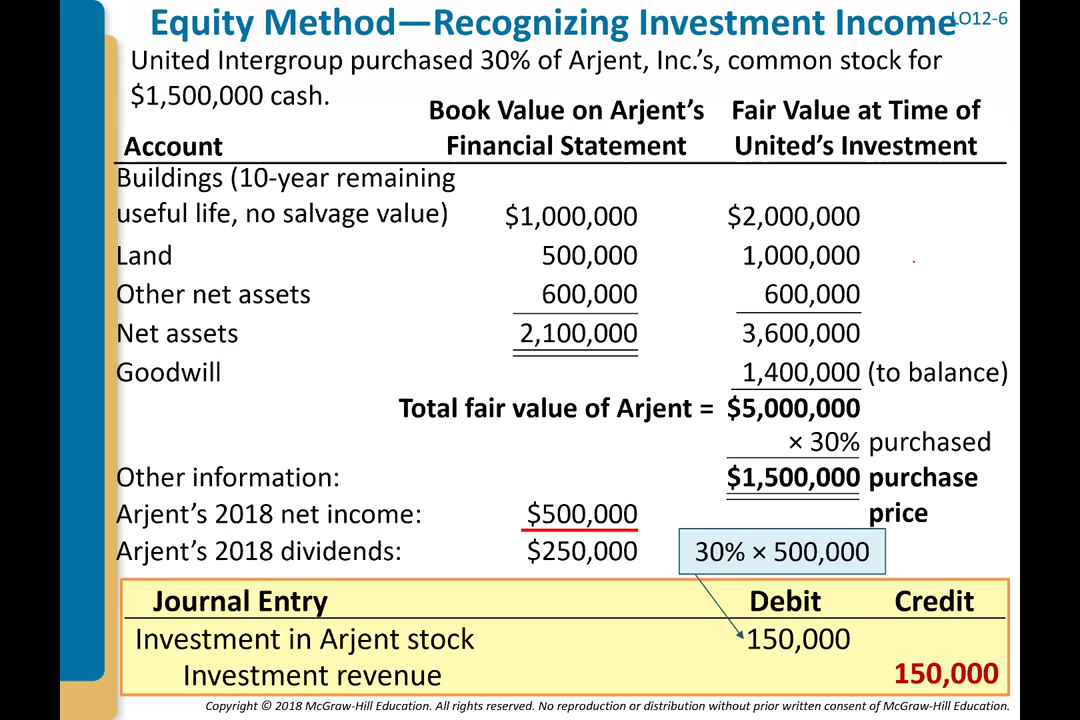 Equity Method—Recognizing Investment Income LO12-6
United Intergroup purchased 30% of Arjent, Inc.'s, common stock for
$1,500,000 cash.
Book Value on Arjent's Fair Value at Time of
Account Financial Statement United's Investment
Buildings (10-year remaining
useful life, no salvage value) $1,000,000 $2,000,000
Land 500,000 1,000,000
Other net assets 600,000 600,000
Net assets 2,100,000 3,600,000
Goodwill 1,400,000 (to balance)
Total fair value of Arjent = $5,000,000
× 30% purchased
Other information: $1,500,000 purchase
Arjent's 2018 net income: $500,000 price
Arjent's 2018 dividends: $250,000 30% × 500,000
Journal Entry Debit Credit
Investment in Arjent stock 150,000
Investment revenue 150,000
Copyright © 2018 McGraw-Hill Education. All rights reserved. No reproduction or distribution without prior written consent of McGraw-Hill Education.